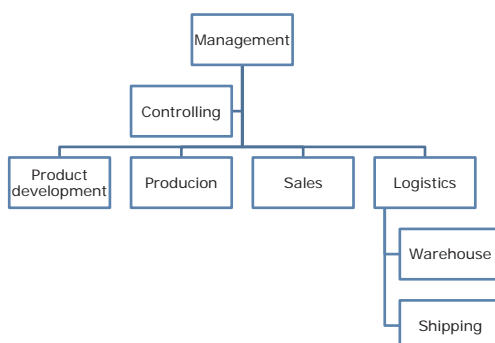 Management
Controlling
Product
development
Producion
Sales
Logistics
Warehouse
Shipping